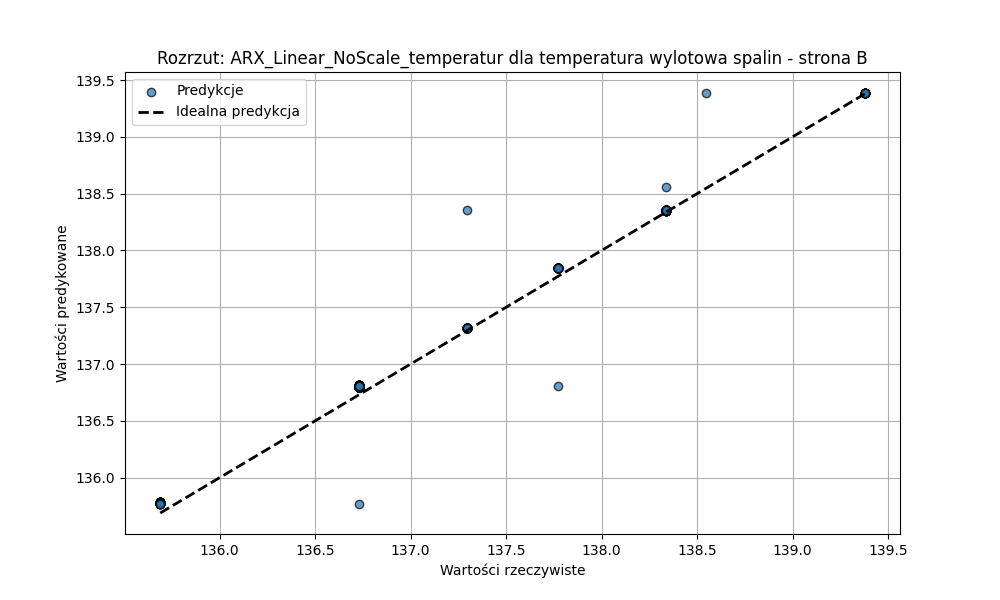 Rozrzut: ARX_Linear_NoScale_temperatur dla temperatura wylotowa spalin - strona B
Predykcje
Idealna predykcja
Wartości predykowane
139.5
139.0
138.5
138.0
137.5
137.0
136.5
136.0
136.0 136.5 137.0 137.5 138.0 138.5 139.0 139.5
Wartości rzeczywiste